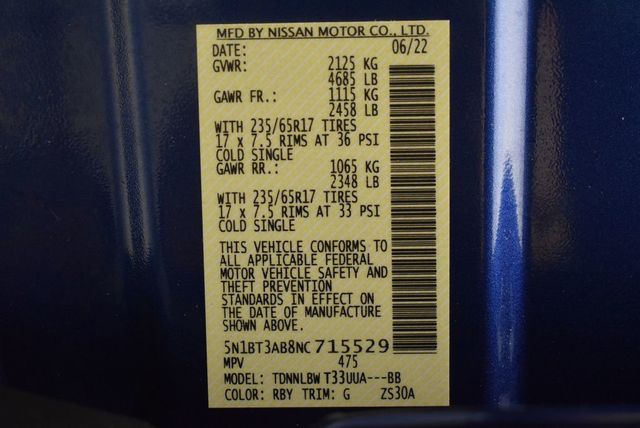 MFD BY NISSAN MOTOR CO., LTD.
DATE: 06/22
GVWR: 2125 KG
4685 LB
GAWR FR.: 1115 KG
2458 LB
WITH 235/65R17 TIRES
17 x 7.5 RIMS AT 36 PSI
COLD SINGLE
GAWR RR.: 1065 KG
2348 LB
WITH 235/65R17 TIRES
17 x 7.5 RIMS AT 33 PSI
COLD SINGLE
THIS VEHICLE CONFORMS TO
ALL APPLICABLE FEDERAL
MOTOR VEHICLE SAFETY AND
THEFT PREVENTION
STANDARDS IN EFFECT ON
THE DATE OF MANUFACTURE
SHOWN ABOVE.
5N1BT3AB8NC715529
MPV 475
MODEL: TDNNLBW T33UUA---BB
COLOR: RBY TRIM: G ZS30A